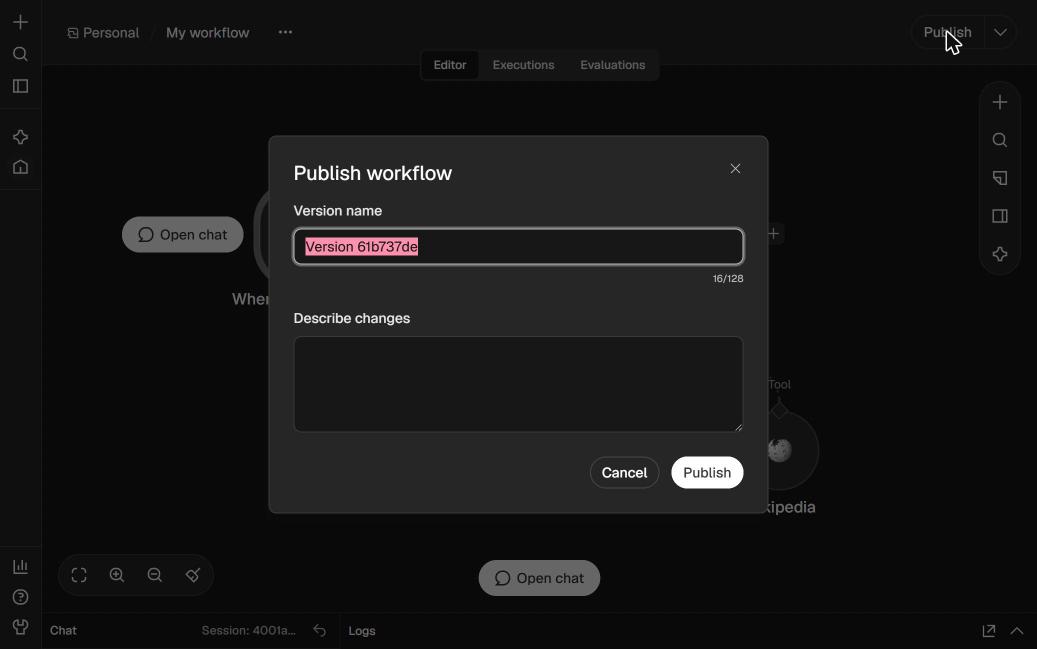 Personal / My workflow
Publish
Editor
Executions
Evaluations
Publish workflow
Version name
Open chat
Version 61b737de
16/128
When
Describe changes
Tool
Cancel
Publish
kipedia
Open chat
Chat
Session: 4001a...
Logs